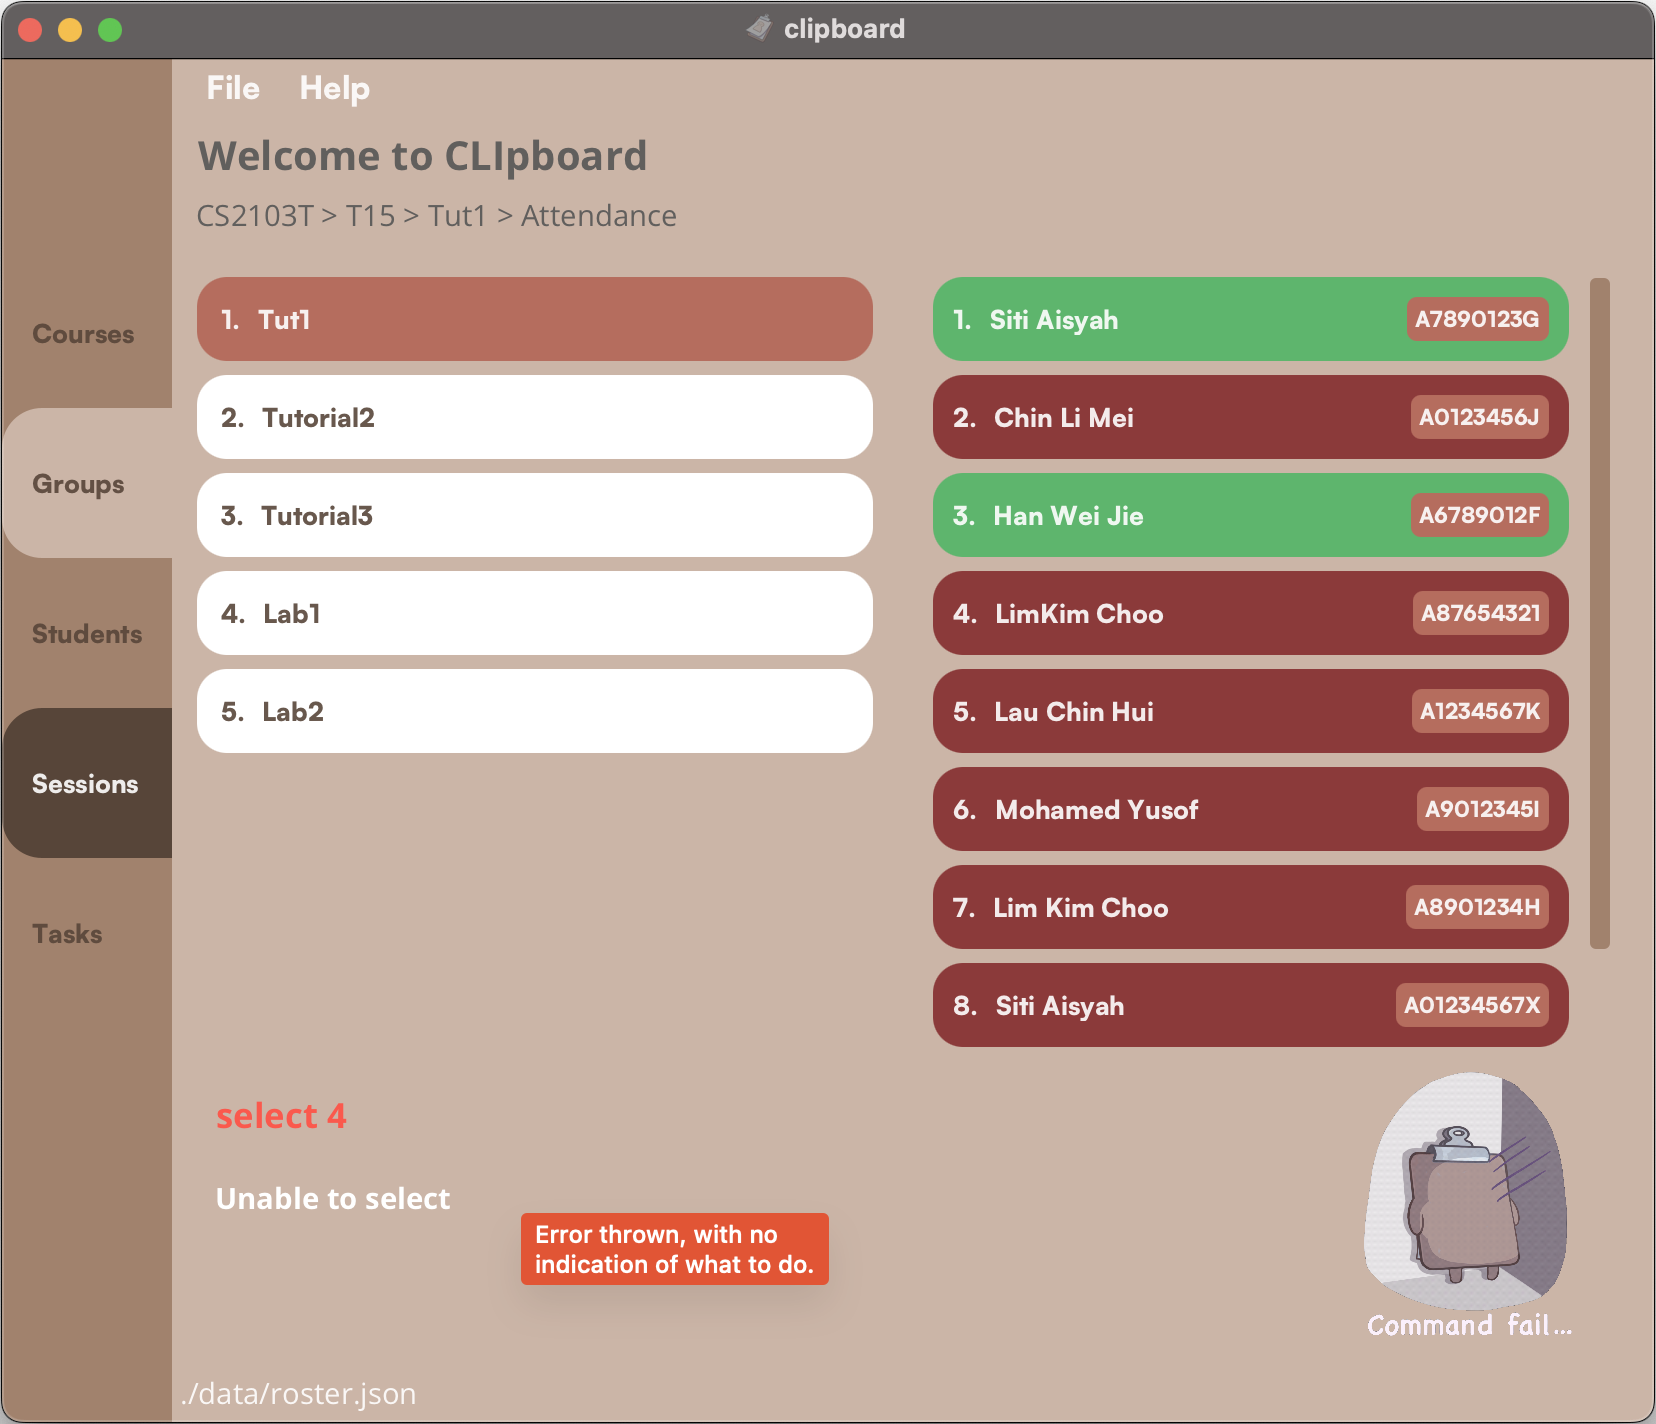 clipboard
File Help
Welcome to CLIpboard
CS2103T > T15 > Tut1 > Attendance
Courses
Groups
Students
Sessions
Tasks
1. Tut1
2. Tutorial2
3. Tutorial3
4. Lab1
5. Lab2
1. Siti Aisyah A7890123G
2. Chin Li Mei A0123456J
3. Han Wei Jie A6789012F
4. LimKim Choo A87654321
5. Lau Chin Hui A1234567K
6. Mohamed Yusof A9012345I
7. Lim Kim Choo A8901234H
8. Siti Aisyah A01234567X
select 4
Unable to select
Error thrown, with no
indication of what to do.
Command fail...
./data/roster.json